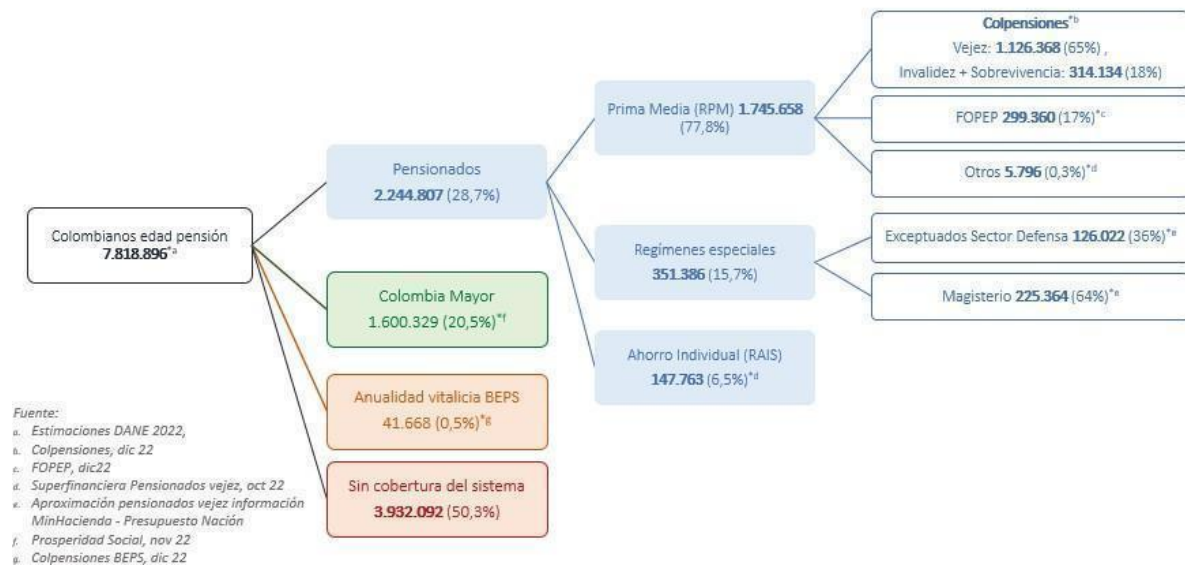 Colombianos edad pensión
7.818.896*a
Pensionados
2.244.807 (28,7%)
Colombia Mayor
1.600.329 (20,5%)*f
Anualidad vitalicia BEPS
41.668 (0,5%)*g
Sin cobertura del sistema
3.932.092 (50,3%)
Prima Media (RPM) 1.745.658
(77,8%)
Regímenes especiales
351.386 (15,7%)
Ahorro Individual (RAIS)
147.763 (6,5%)*d
Colpensiones*b
Vejez: 1.126.368 (65%) ,
Invalidez + Sobrevivencia: 314.134 (18%)
FOPEP 299.360 (17%)*c
Otros 5.796 (0,3%)*d
Exceptuados Sector Defensa 126.022 (36%)*e
Magisterio 225.364 (64%)*e
Fuente:
a. Estimaciones DANE 2022,
b. Colpensiones, dic 22
c. FOPEP, dic22
d. Superfinanciera Pensionados vejez, oct 22
e. Aproximación pensionados vejez información
MinHacienda - Presupuesto Nación
f. Prosperidad Social, nov 22
g. Colpensiones BEPS, dic 22